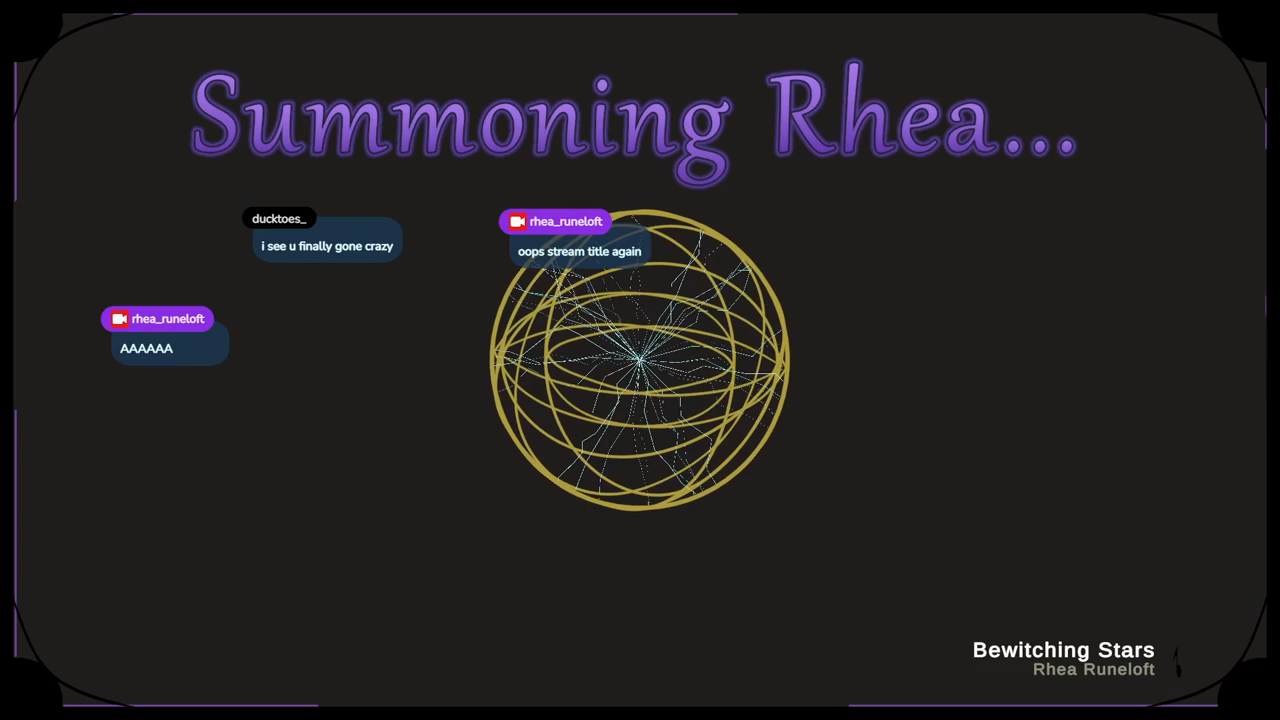 Summoning Rhea...
ducktoes_
i see u finally gone crazy
rhea_runeloft
oops stream title again
rhea_runeloft
AAAAAA
Bewitching Stars
Rhea Runeloft